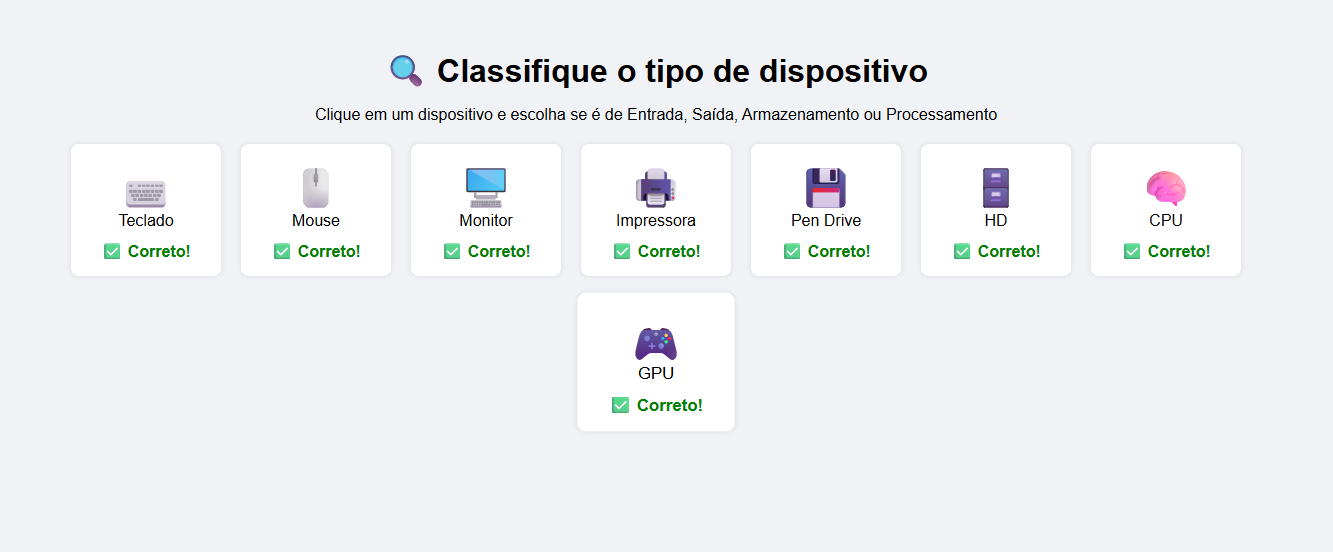 Classifique o tipo de dispositivo
Clique em um dispositivo e escolha se é de Entrada, Saída, Armazenamento ou Processamento
Teclado
Correto!
Mouse
Correto!
Monitor
Correto!
Impressora
Correto!
Pen Drive
Correto!
HD
Correto!
CPU
Correto!
GPU
Correto!